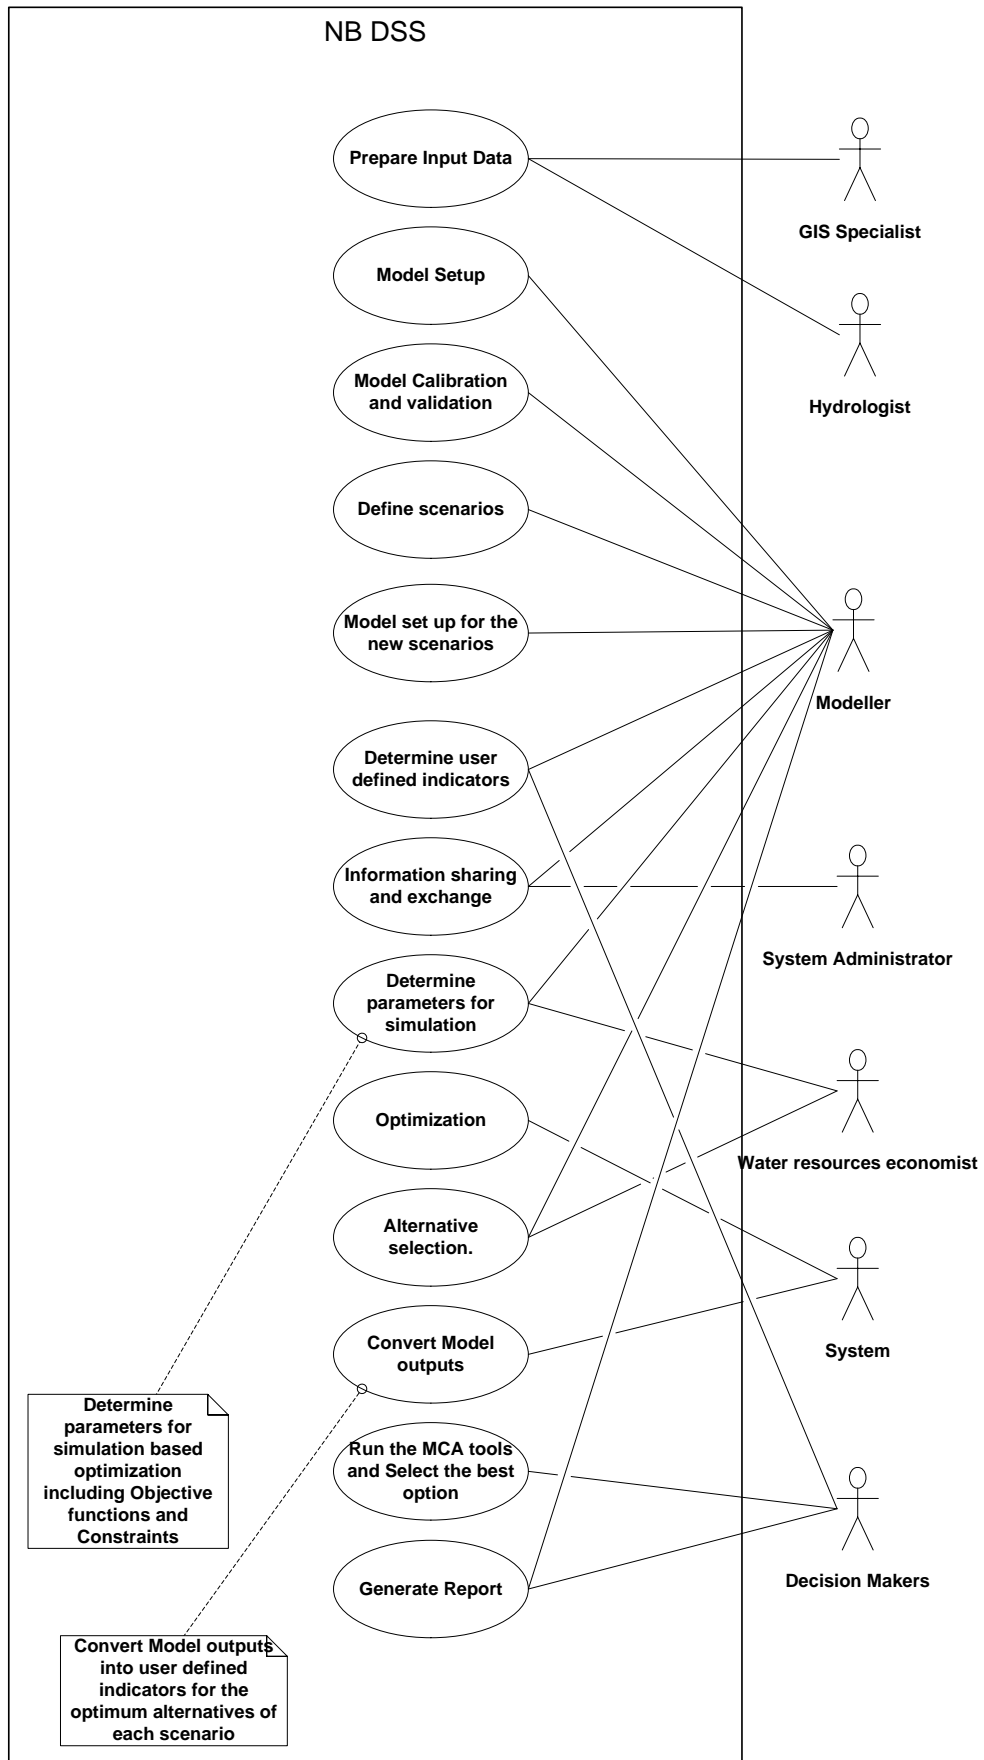 NB DSS
Prepare Input Data
GIS Specialist
Model Setup
Hydrologist
Model Calibration
and validation
Define scenarios
Model set up for the
new scenarios
Modeller
Determine user
defined indicators
Information sharing
and exchange
System Administrator
Determine
parameters for
simulation
Optimization
Water resources economist
Alternative
selection.
Convert Model
outputs
System
Determine
parameters for
simulation based
optimization
including Objective
functions and
Constraints
Run the MCA tools
and Select the best
option
Generate Report
Decision Makers
Convert Model outputs
into user defined
indicators for the
optimum alternatives of
each scenario